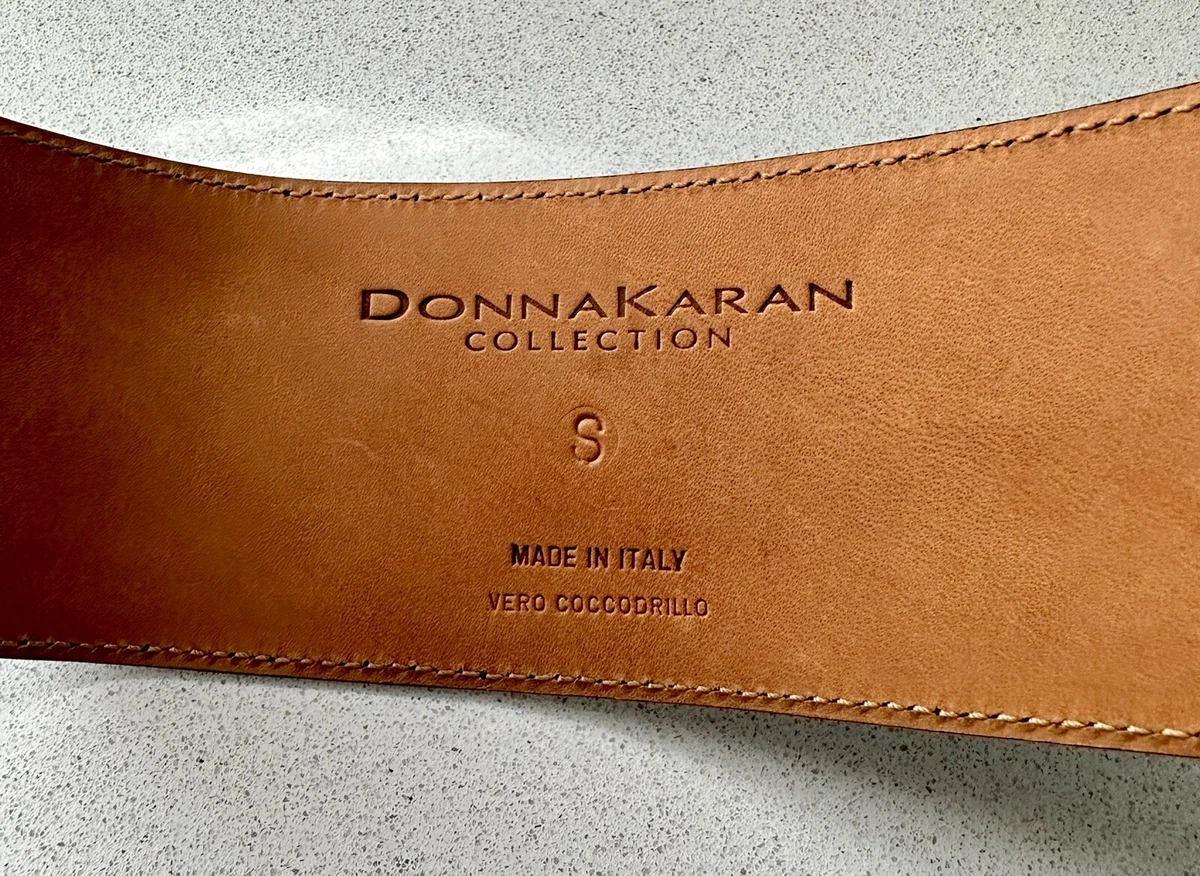 DONNAKARAN
COLLECTION
S
MADE IN ITALY
VERO COCCODRILLO